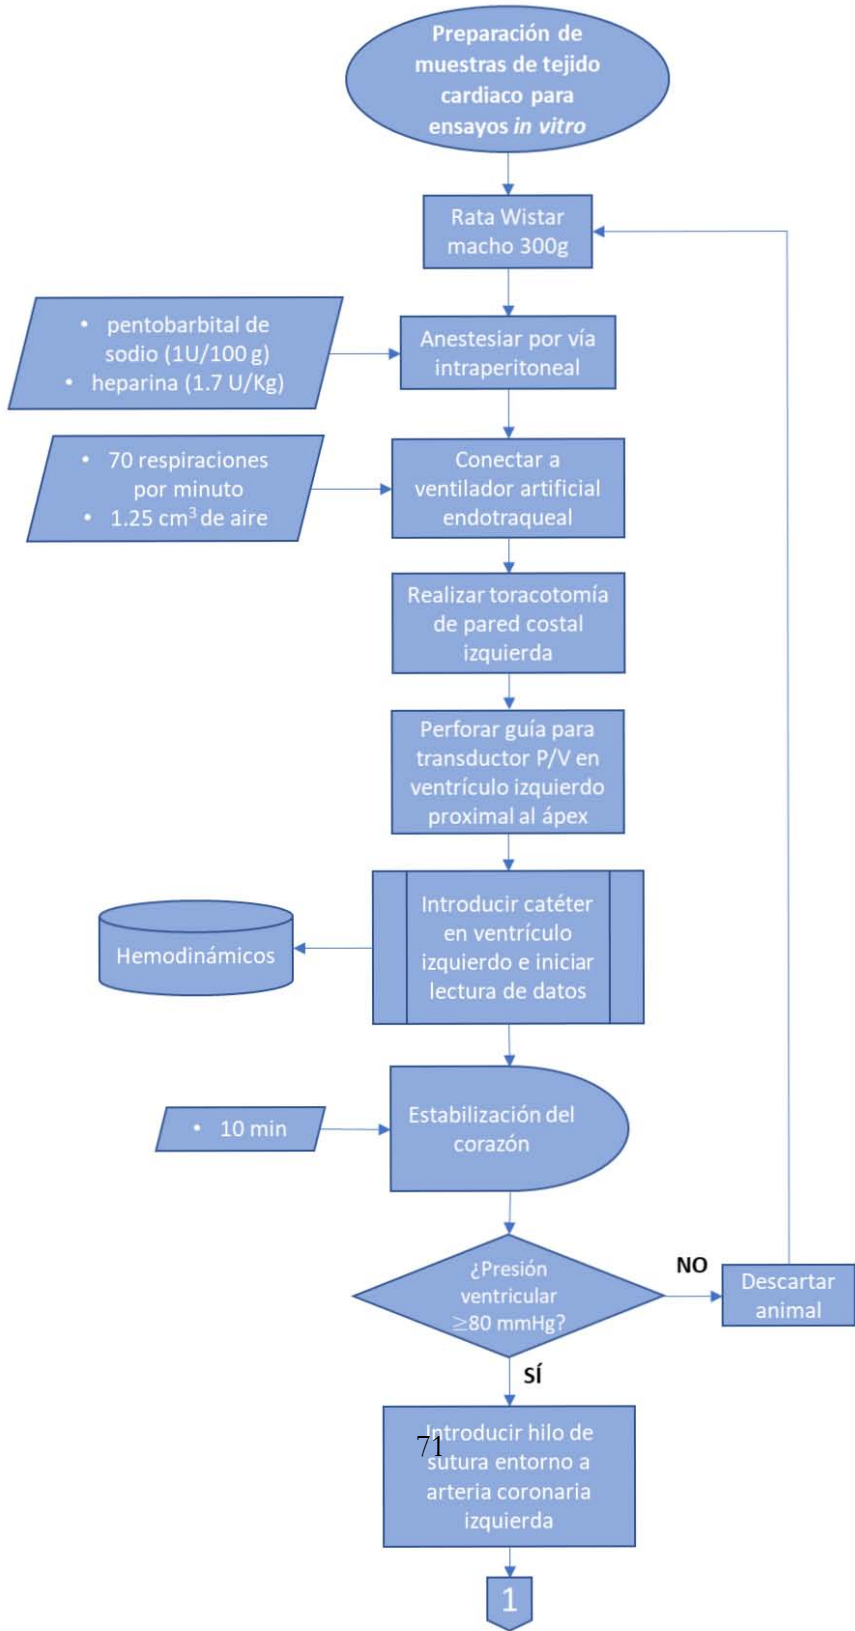 Preparación de
muestras de tejido
cardiaco para
ensayos in vitro
Rata Wistar
macho 300g
• pentobarbital de
sodio (1U/100 g)
• heparina (1.7 U/Kg)
Anestesiar por vía
intraperitoneal
• 70 respiraciones
por minuto
• 1.25 cm³ de aire
Conectar a
ventilador artificial
endotraqueal
Realizar toracotomía
de pared costal
izquierda
Perforar guía para
transductor P/V en
ventrículo izquierdo
proximal al ápex
Introducir catéter
en ventrículo
izquierdo e iniciar
lectura de datos
Hemodinámicos
• 10 min
Estabilización del
corazón
¿Presión
ventricular
≥80 mmHg?
NO
Descartar
animal
SÍ
Introducir hilo de
sutura entorno a
arteria coronaria
izquierda
71
1